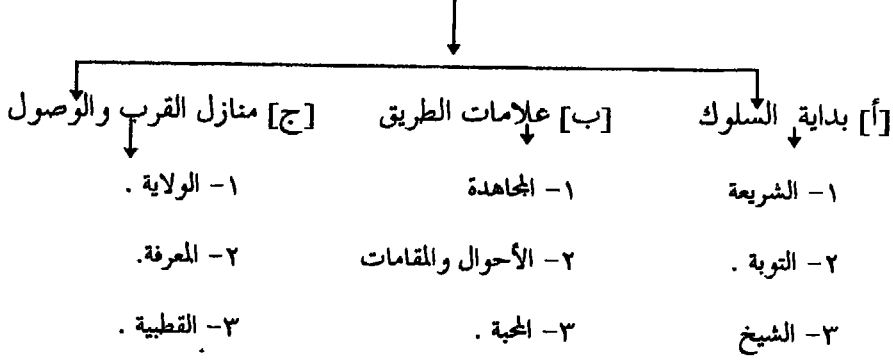 [أ] بداية السلوك [ب] علامات الطريق [ج] منازل القرب والوصول
١- الشريعة ١- المجاهدة ١- الولاية .
٢- التوبة . ٢- الأحوال والمقامات ٢- المعرفة.
٣- الشيخ ٣- المحبة . ٣- القطبية .